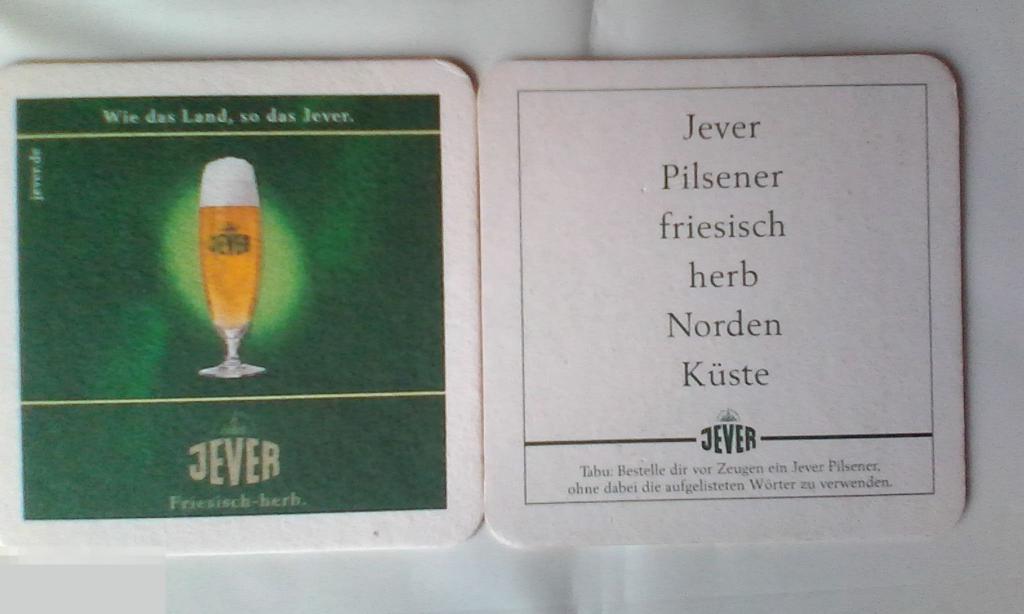 Wie das Land, so das Jever.
jever.de
JEVER
JEVER
Friesisch-herb.
Jever
Pilsener
friesisch
herb
Norden
Küste
JEVER
Tabu: Bestelle dir vor Zeugen ein Jever Pilsener,
ohne dabei die aufgelisteten Wörter zu verwenden.